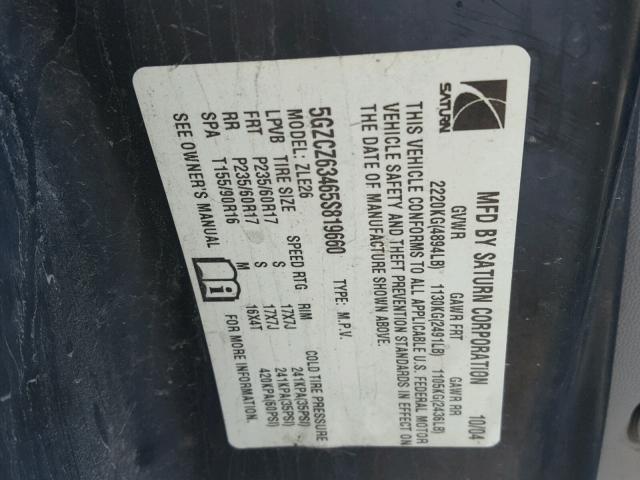 SATURN
MFD BY SATURN CORPORATION 10/04
GVWR GAWR FRT GAWR RR
2220KG(4894LB) 1130KG(2491LB) 1105KG(2436LB)
THIS VEHICLE CONFORMS TO ALL APPLICABLE U.S. FEDERAL MOTOR
VEHICLE SAFETY AND THEFT PREVENTION STANDARDS IN EFFECT ON
THE DATE OF MANUFACTURE SHOWN ABOVE.
5GZCZ63465S819660 TYPE: M.P.V.
MODEL: ZLE26
LPVB TIRE SIZE SPEED RTG RIM COLD TIRE PRESSURE
FRT P235/60R17 S 17X7J 241KPA(35PSI)
RR P235/60R17 S 17X7J 241KPA(35PSI)
SPA T155/90R16 M 16X4T 420KPA(60PSI)
SEE OWNER'S MANUAL i FOR MORE INFORMATION.